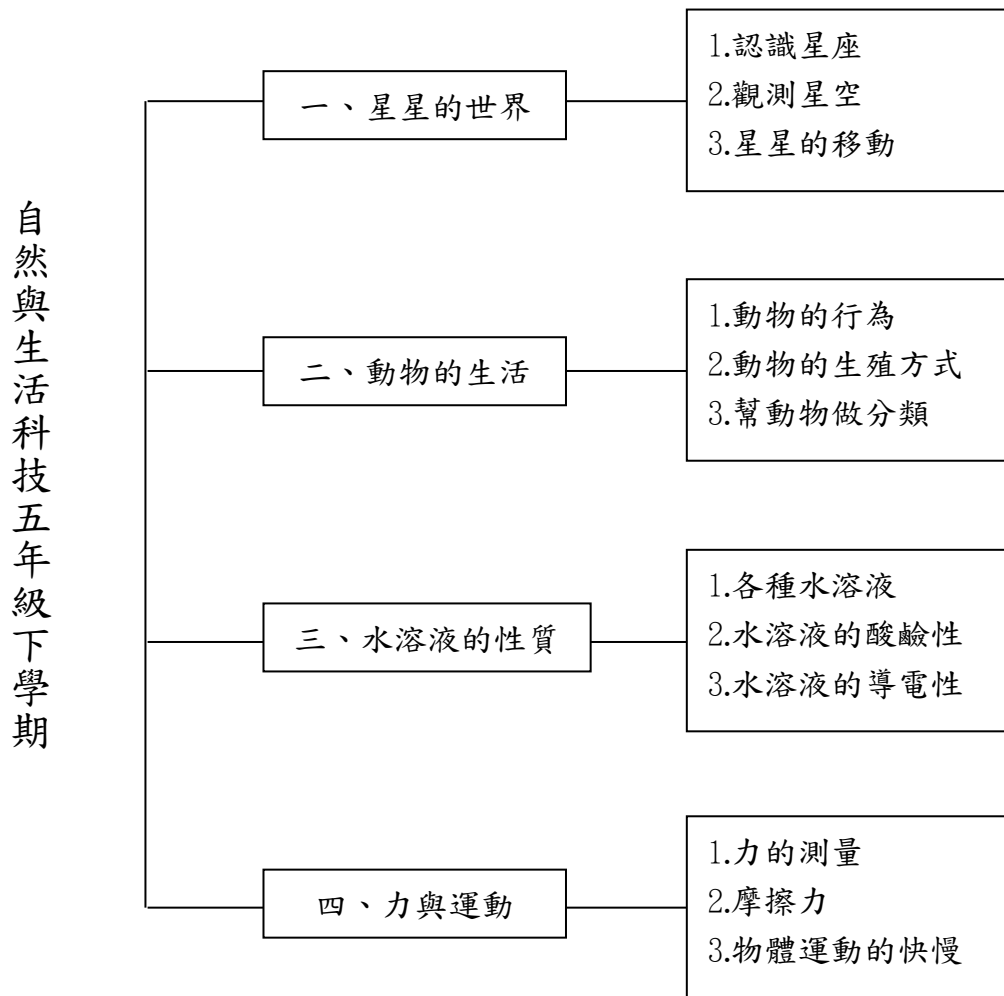 自然與生活科技五年級下學期
一、星星的世界
1.認識星座
2.觀測星空
3.星星的移動
二、動物的生活
1.動物的行為
2.動物的生殖方式
3.幫動物做分類
三、水溶液的性質
1.各種水溶液
2.水溶液的酸鹼性
3.水溶液的導電性
四、力與運動
1.力的測量
2.摩擦力
3.物體運動的快慢